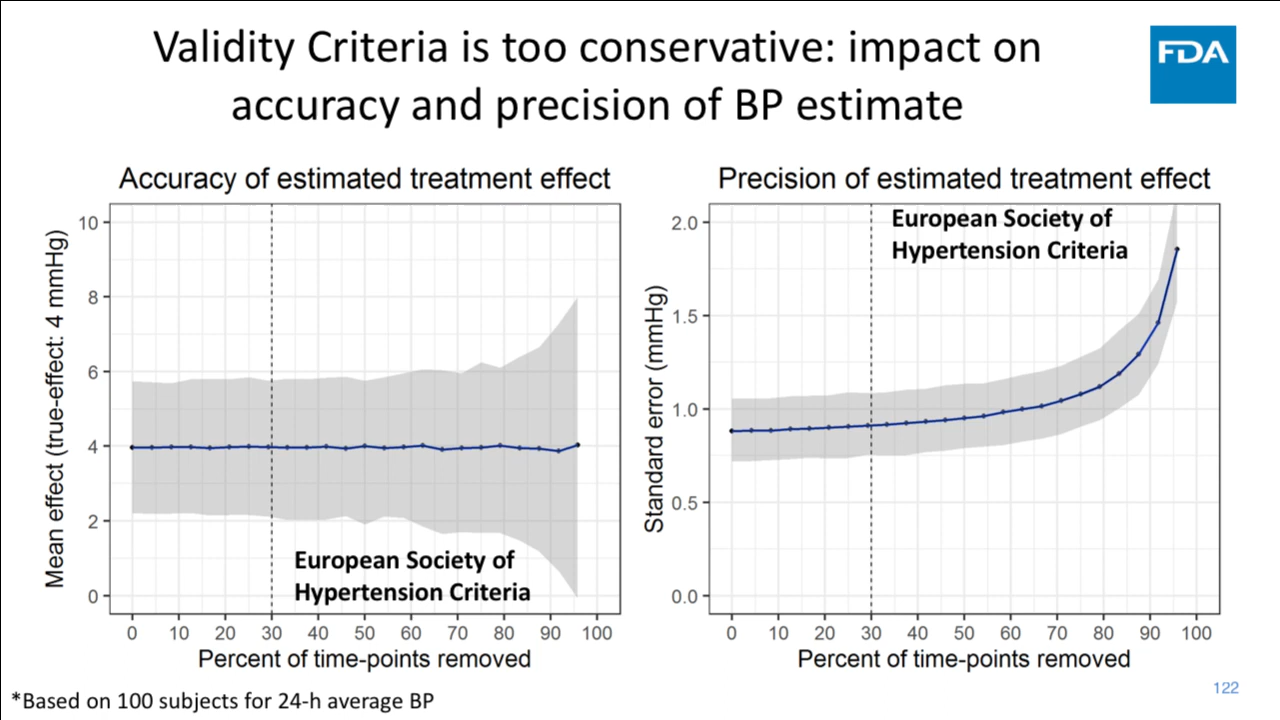 Validity Criteria is too conservative: impact on
accuracy and precision of BP estimate
FDA
Accuracy of estimated treatment effect
Mean effect (true-effect: 4 mmHg)
10
8
6
4
2
0
European Society of
Hypertension Criteria
0 10 20 30 40 50 60 70 80 90 100
Percent of time-points removed
Precision of estimated treatment effect
Standard error (mmHg)
2.0
1.5
1.0
0.5
0.0
European Society of
Hypertension Criteria
0 10 20 30 40 50 60 70 80 90 100
Percent of time-points removed
*Based on 100 subjects for 24-h average BP
122